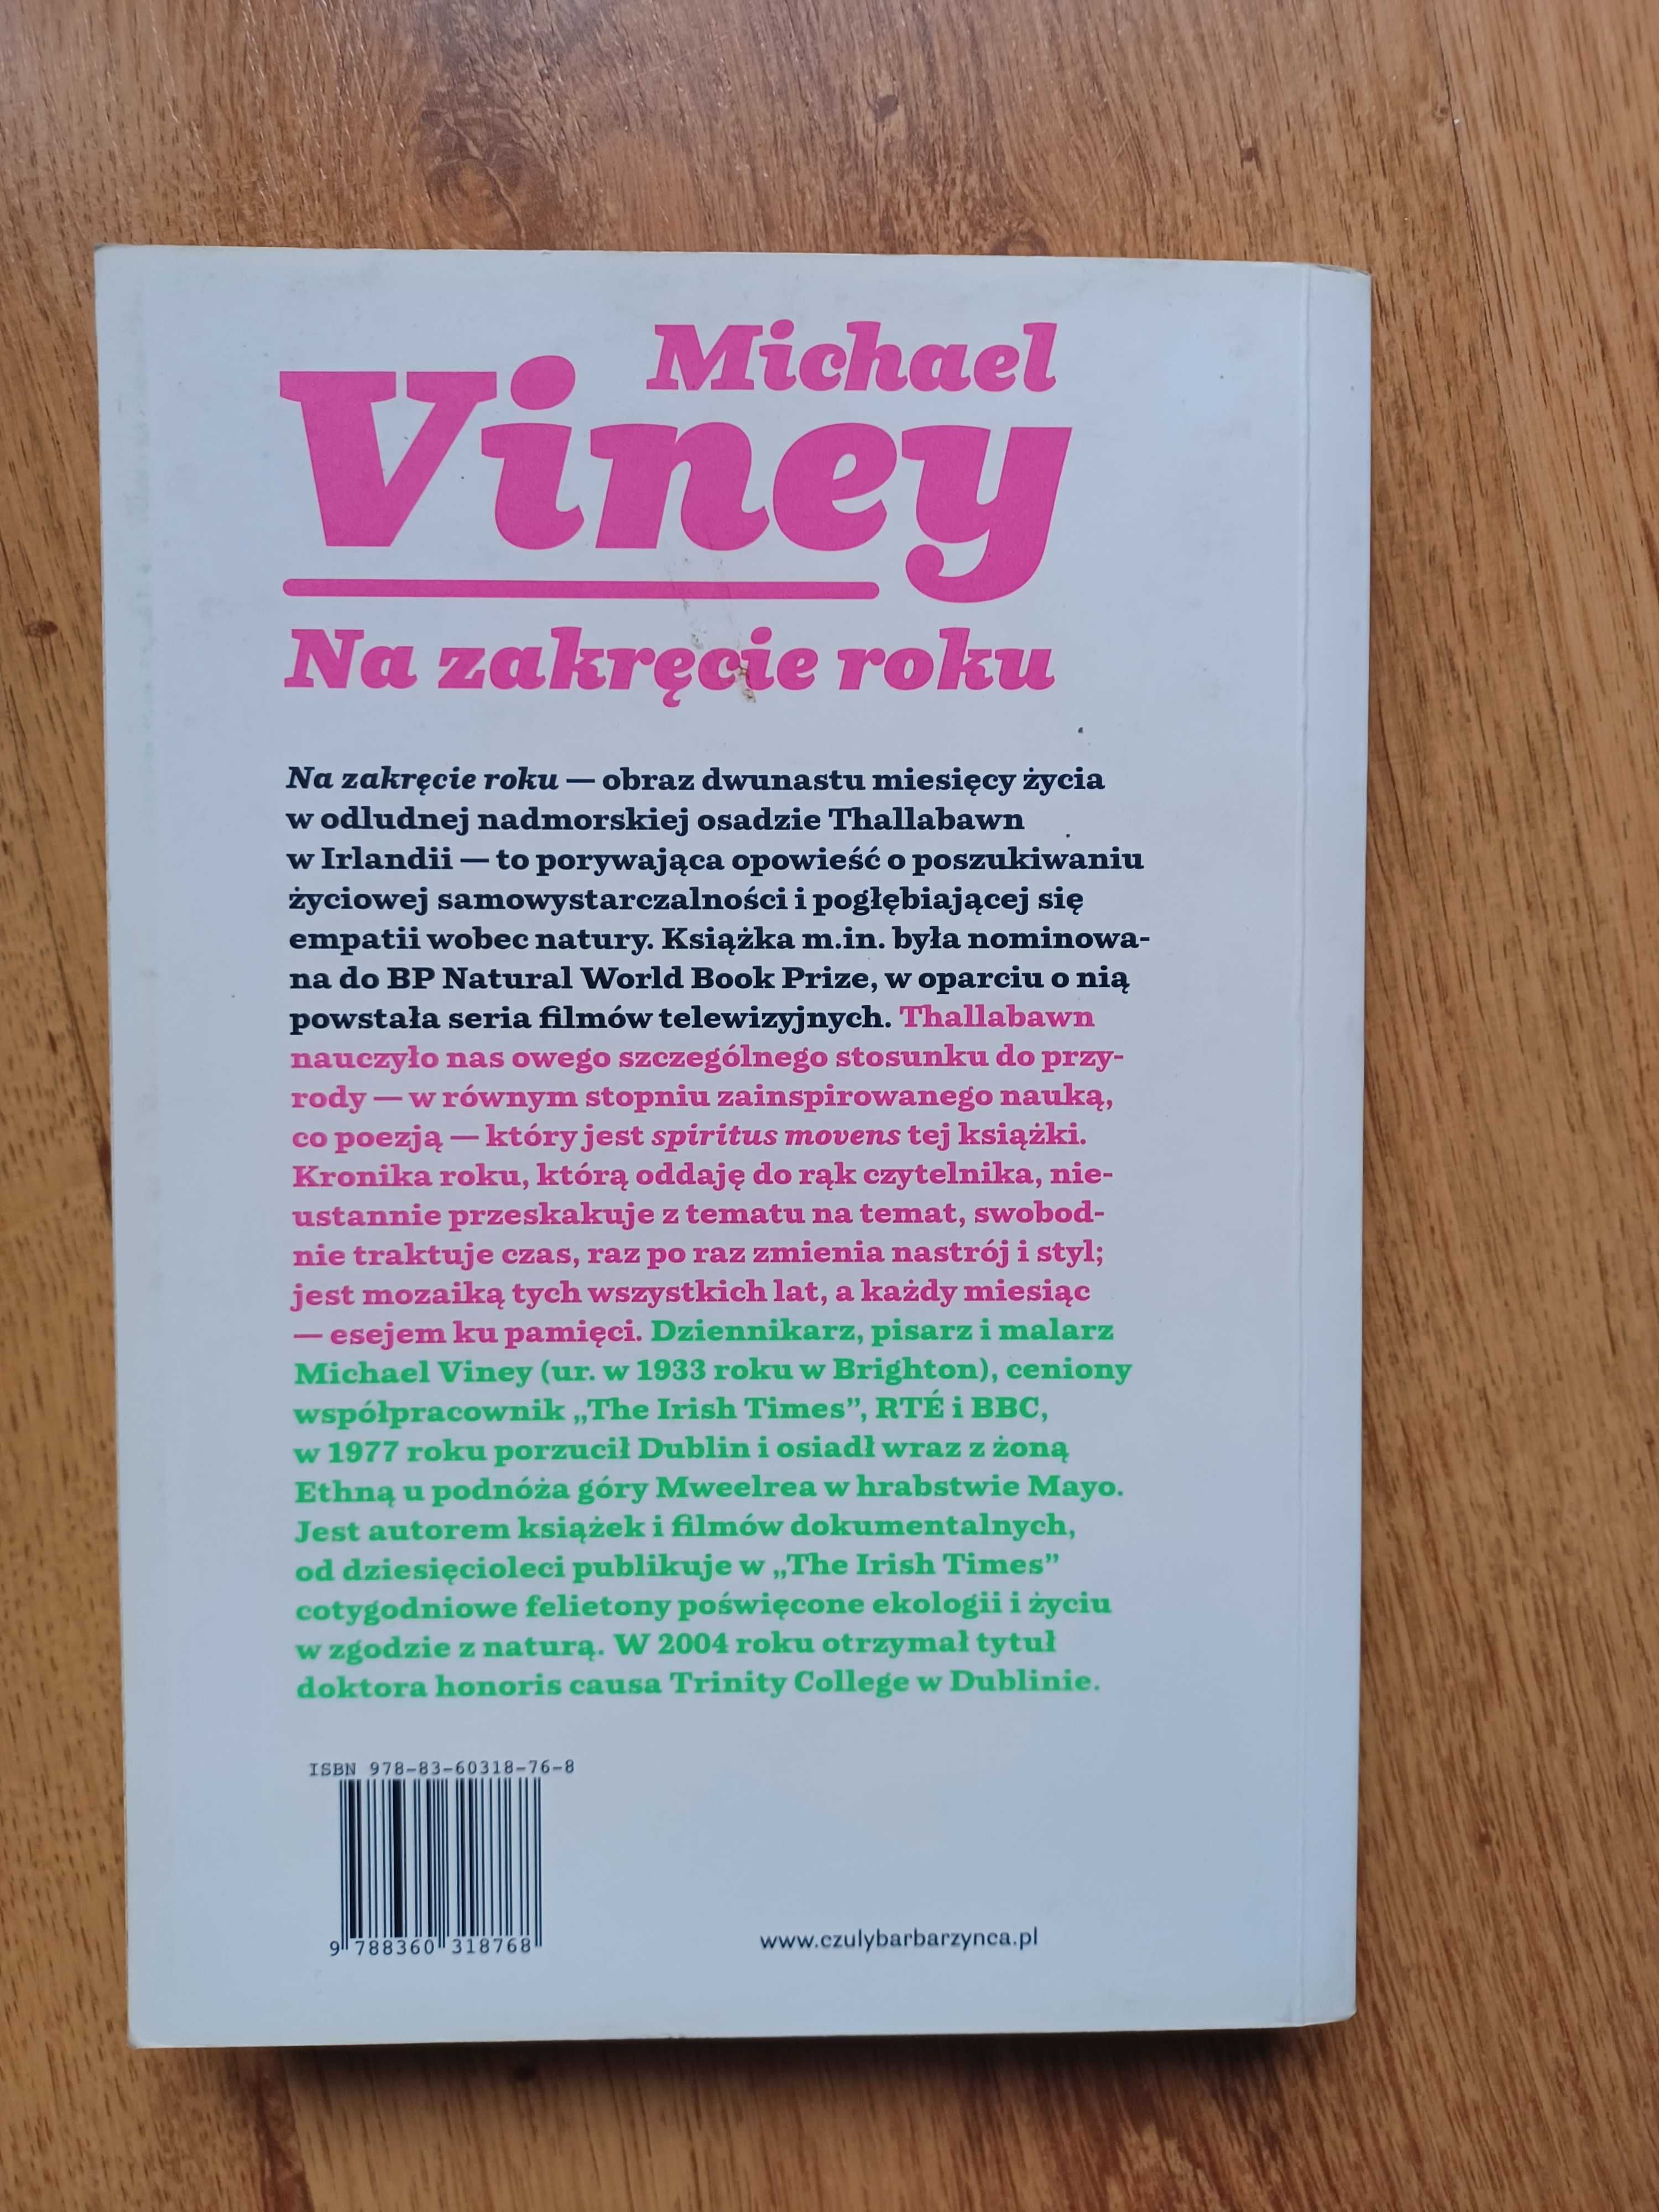 Michael
Viney
Na zakręcie roku
Na zakręcie roku — obraz dwunastu miesięcy życia
w odludnej nadmorskiej osadzie Thallabawn
w Irlandii — to porywająca opowieść o poszukiwaniu
życiowej samowystarczalności i pogłębiającej się
empatii wobec natury. Książka m.in. była nominowa-
na do BP Natural World Book Prize, w oparciu o nią
powstała seria filmów telewizyjnych. Thallabawn
nauczyło nas owego szczególnego stosunku do przy-
rody — w równym stopniu zainspirowanego nauką,
co poezją — który jest spiritus movens tej książki.
Kronika roku, którą oddaję do rąk czytelnika, nie-
ustannie przeskakuje z tematu na temat, swobod-
nie traktuje czas, raz po raz zmienia nastrój i styl;
jest mozaiką tych wszystkich lat, a każdy miesiąc
— esejem ku pamięci. Dziennikarz, pisarz i malarz
Michael Viney (ur. w 1933 roku w Brighton), ceniony
współpracownik „The Irish Times”, RTÉ i BBC,
w 1977 roku porzucił Dublin i osiadł wraz z żoną
Ethną u podnóża góry Mweelrea w hrabstwie Mayo.
Jest autorem książek i filmów dokumentalnych,
od dziesięcioleci publikuje w „The Irish Times”
cotygodniowe felietony poświęcone ekologii i życiu
w zgodzie z naturą. W 2004 roku otrzymał tytuł
doktora honoris causa Trinity College w Dublinie.
ISBN 978-83-60318-76-8
9 788360 318768
www.czulybarbarzynca.pl